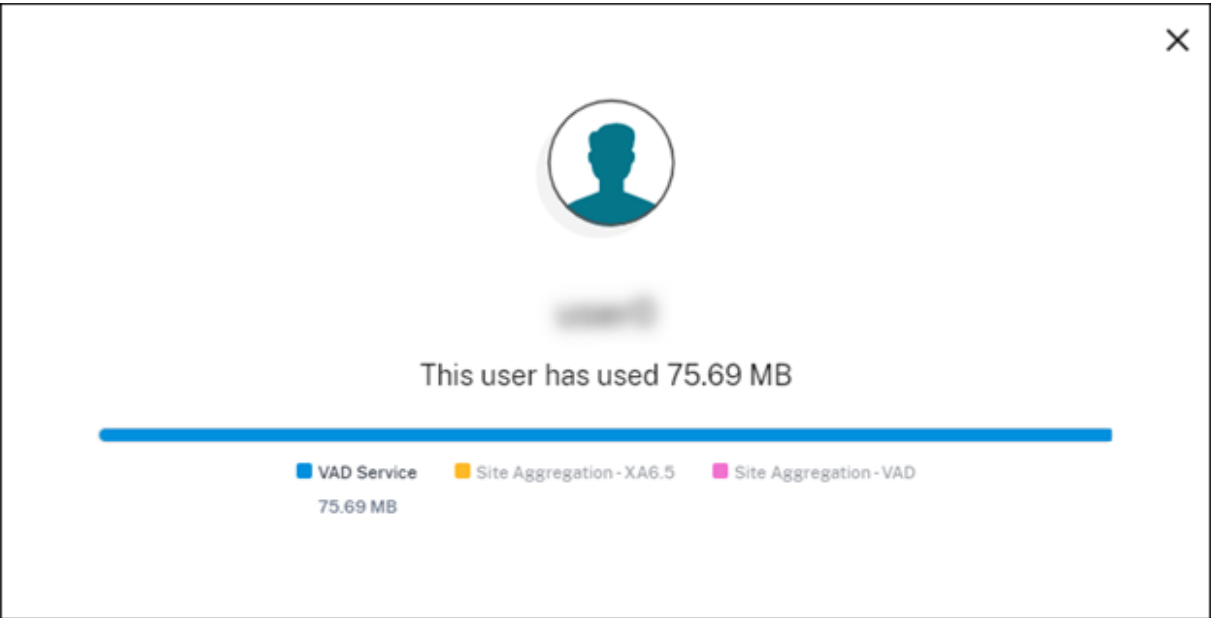 This user has used 75.69 MB
VAD Service Site Aggregation - XA6.5 Site Aggregation - VAD
75.69 MB